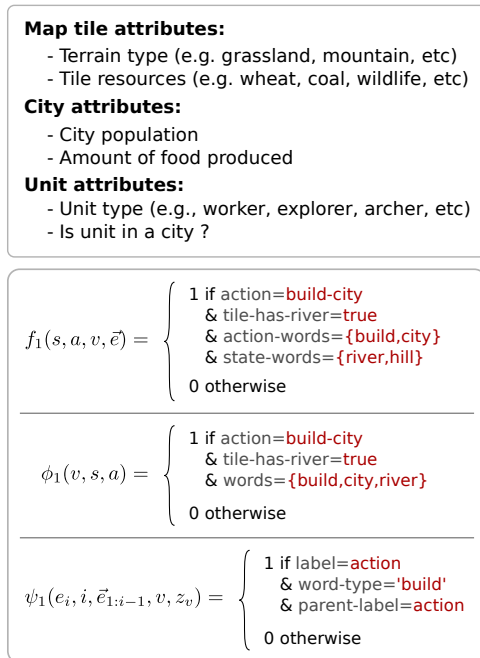 Map tile attributes:
- Terrain type (e.g. grassland, mountain, etc)
- Tile resources (e.g. wheat, coal, wildlife, etc)
City attributes:
- City population
- Amount of food produced
Unit attributes:
- Unit type (e.g., worker, explorer, archer, etc)
- Is unit in a city ?
1 if action=build-city
f₁(s, a, v, e⃗) = { & tile-has-river=true
& action-words={build,city}
& state-words={river,hill}
0 otherwise
1 if action=build-city
ϕ₁(v, s, a) = { & tile-has-river=true
& words={build,city,river}
0 otherwise
1 if label=action
ψ₁(eᵢ, i, e⃗₁:ᵢ₋₁, v, zᵥ) = { & word-type='build'
& parent-label=action
0 otherwise